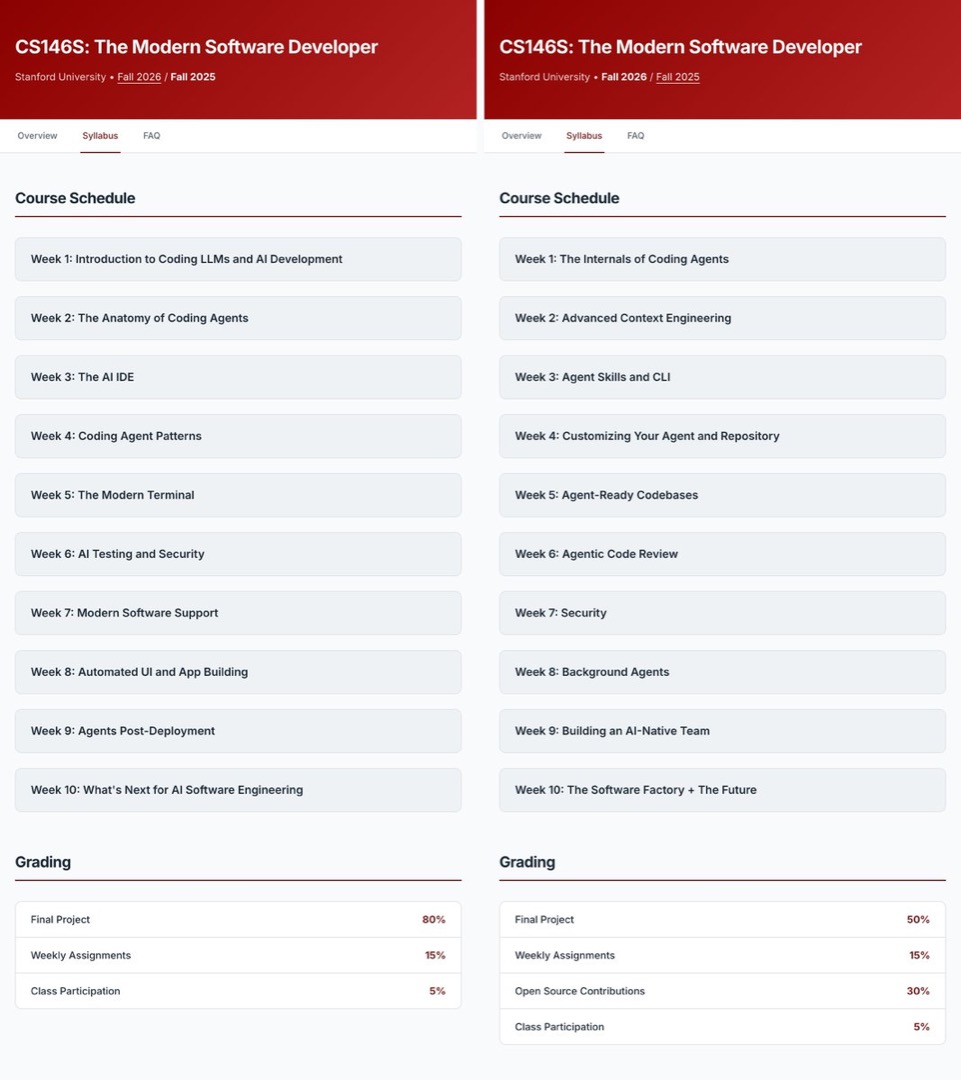 CS146S: The Modern Software Developer
Stanford University • Fall 2026 / Fall 2025
Overview Syllabus FAQ
Course Schedule
Week 1: Introduction to Coding LLMs and AI Development
Week 2: The Anatomy of Coding Agents
Week 3: The AI IDE
Week 4: Coding Agent Patterns
Week 5: The Modern Terminal
Week 6: AI Testing and Security
Week 7: Modern Software Support
Week 8: Automated UI and App Building
Week 9: Agents Post-Deployment
Week 10: What's Next for AI Software Engineering
Grading
Final Project 80%
Weekly Assignments 15%
Class Participation 5%
CS146S: The Modern Software Developer
Stanford University • Fall 2026 / Fall 2025
Overview Syllabus FAQ
Course Schedule
Week 1: The Internals of Coding Agents
Week 2: Advanced Context Engineering
Week 3: Agent Skills and CLI
Week 4: Customizing Your Agent and Repository
Week 5: Agent-Ready Codebases
Week 6: Agentic Code Review
Week 7: Security
Week 8: Background Agents
Week 9: Building an AI-Native Team
Week 10: The Software Factory + The Future
Grading
Final Project 50%
Weekly Assignments 15%
Open Source Contributions 30%
Class Participation 5%